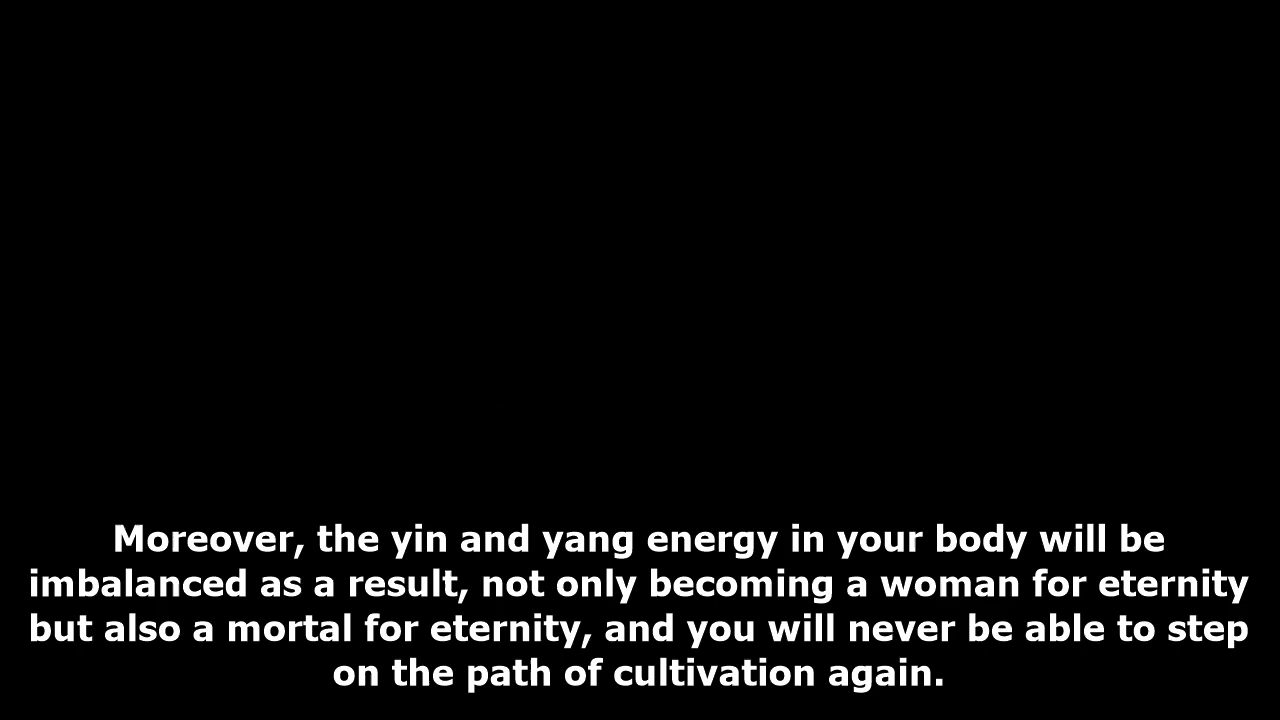 Moreover, the yin and yang energy in your body will be
imbalanced as a result, not only becoming a woman for eternity
but also a mortal for eternity, and you will never be able to step
on the path of cultivation again.